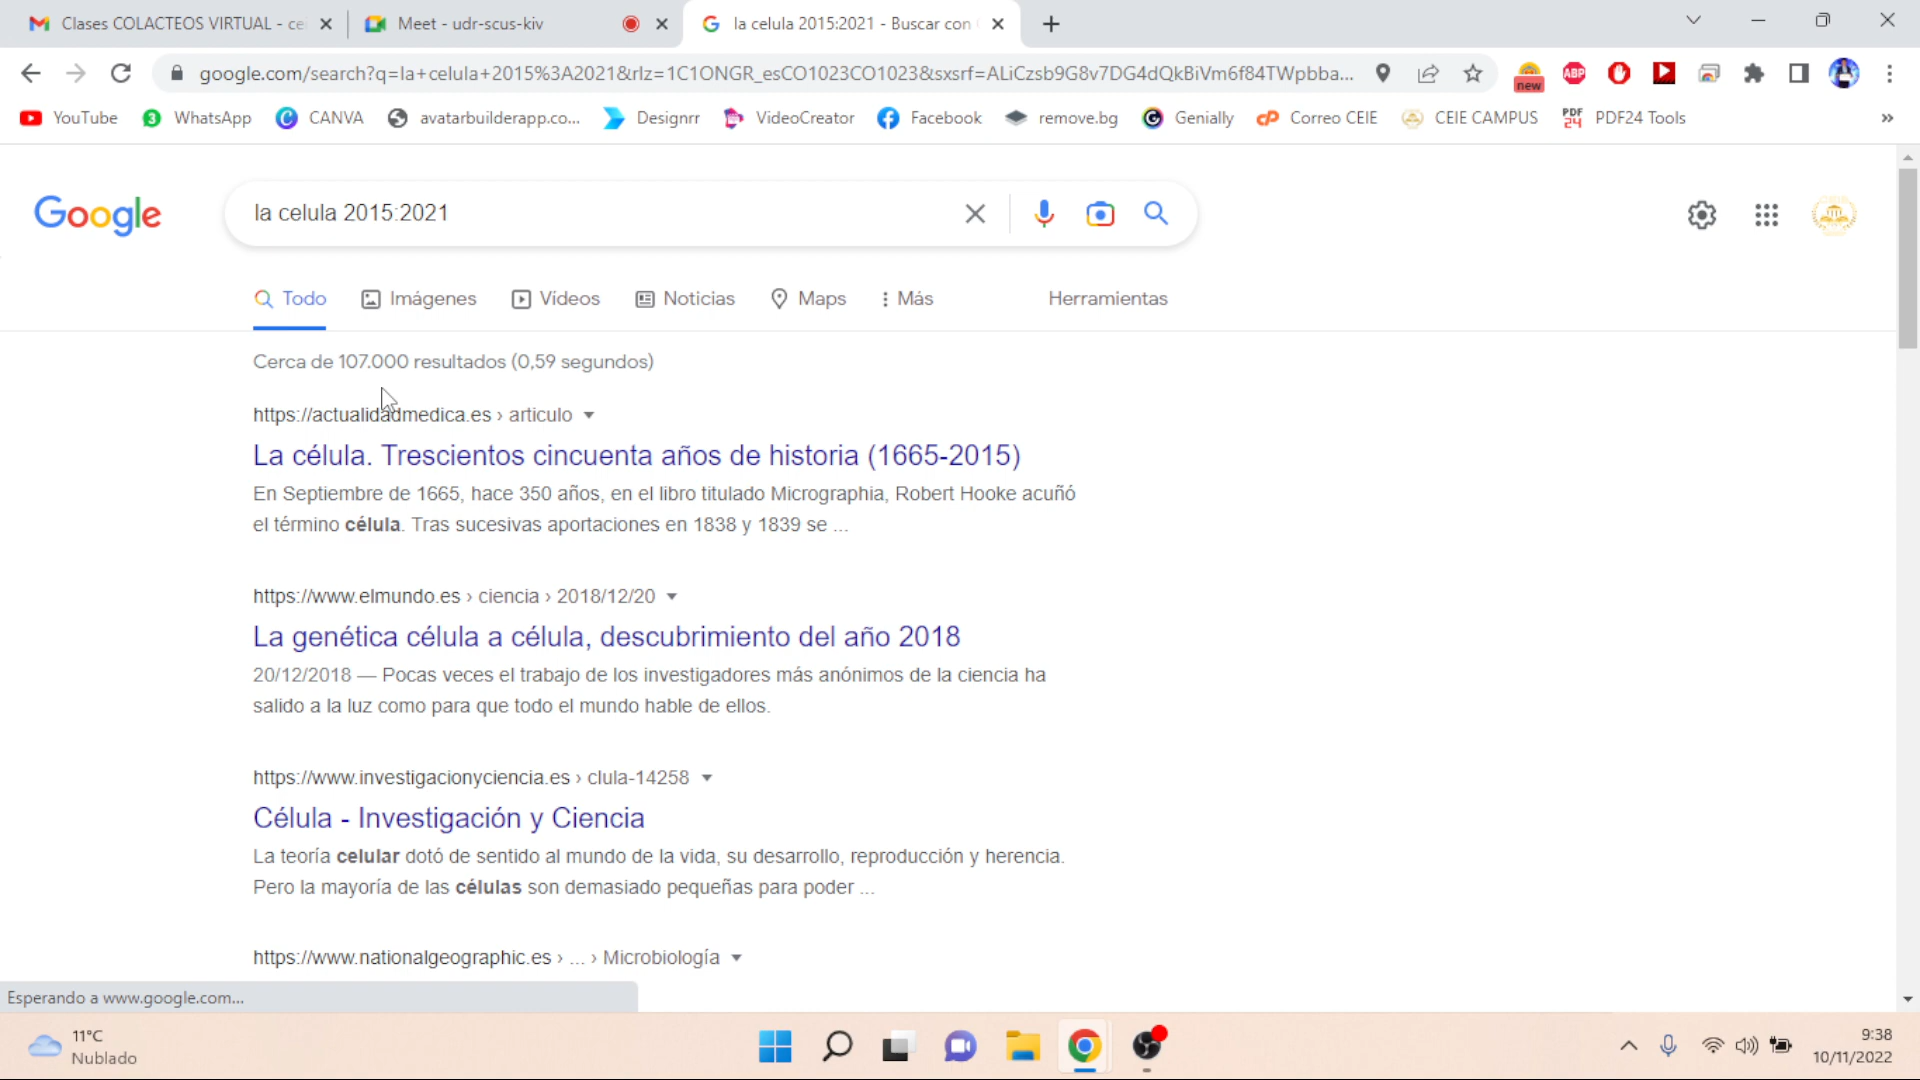 Clases COLACTEOS VIRTUAL - ce
Meet - udr-scus-kiv
la celula 2015:2021 - Buscar con
google.com/search?q=la+celula+2015%3A2021&rlz=1C1ONGR_esCO1023CO1023&sxsrf=ALiCzsb9G8v7DG4dQkBiVm6f84TWpbba...
new
ABP
YouTube
3
WhatsApp
CANVA
avatarbuilderapp.co...
Designrr
VideoCreator
Facebook
remove.bg
Genially
cP
Correo CEIE
CEIE CAMPUS
PDF
24
PDF24 Tools
»
Google
la celula 2015:2021
Todo
Imágenes
Vídeos
Noticias
Maps
Más
Herramientas
Cerca de 107.000 resultados (0,59 segundos)
https://actualidadmedica.es › articulo
La célula. Trescientos cincuenta años de historia (1665-2015)
En Septiembre de 1665, hace 350 años, en el libro titulado Micrographia, Robert Hooke acuñó
el término célula. Tras sucesivas aportaciones en 1838 y 1839 se ...
https://www.elmundo.es › ciencia › 2018/12/20
La genética célula a célula, descubrimiento del año 2018
20/12/2018 — Pocas veces el trabajo de los investigadores más anónimos de la ciencia ha
salido a la luz como para que todo el mundo hable de ellos.
https://www.investigacionyciencia.es › clula-14258
Célula - Investigación y Ciencia
La teoría celular dotó de sentido al mundo de la vida, su desarrollo, reproducción y herencia.
Pero la mayoría de las células son demasiado pequeñas para poder ...
https://www.nationalgeographic.es › ... › Microbiología
Esperando a www.google.com...
11°C
Nublado
9:38
10/11/2022